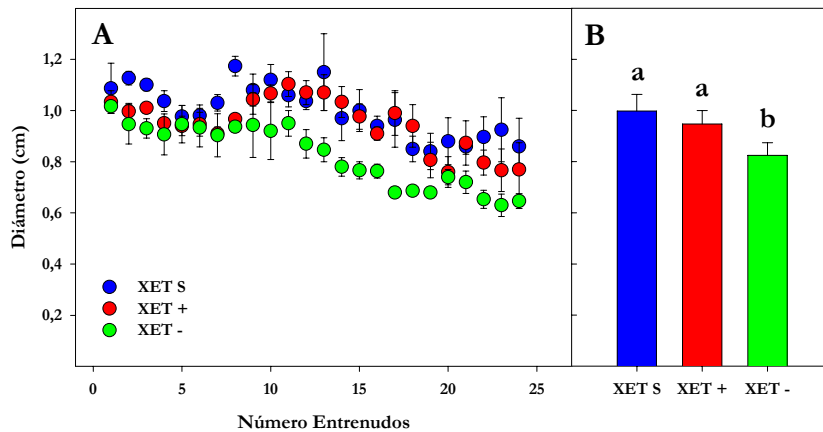 A
B
Diámetro (cm)
1,2
1,0
0,8
0,6
0,4
0,2
XET S
XET +
XET -
0
5
10
15
20
25
Número Entrenudos
a
a
b
XET S
XET +
XET -